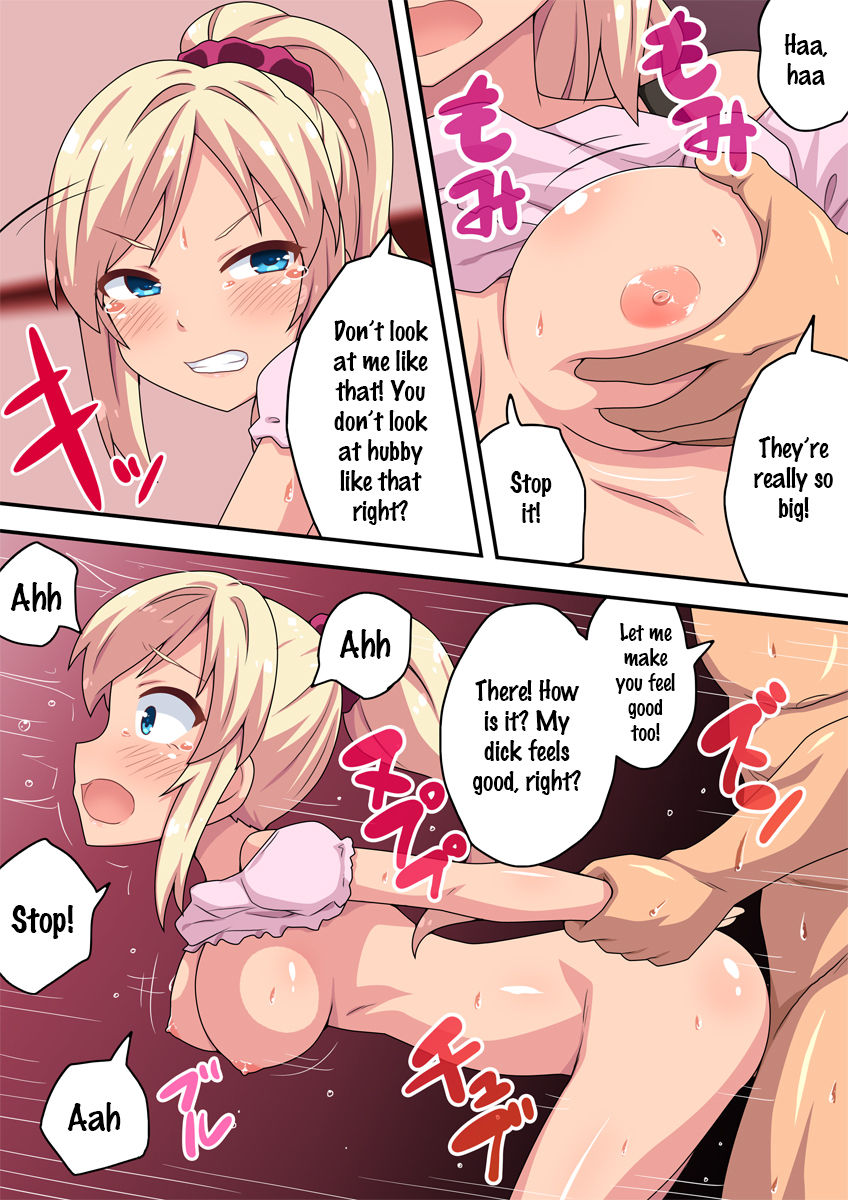 Haa,
haa
もみ
もみ
They're
really so
big!
Stop
it!
Don't look
at me like
that! You
don't look
at hubby
like that
right?
キッ
Let me
make
you feel
good
too!
There! How
is it? My
dick feels
good, right?
ズン
Ahh
Ahh
Stop!
Aah
ブル